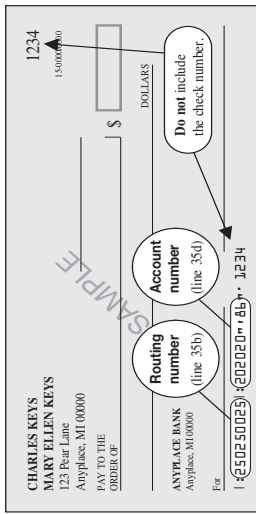 CHARLES KEYS
MARY ELLEN KEYS
123 Pear Lane
Anyplace, MI 00000
1234
15-0000/0000
PAY TO THE
ORDER OF
$
SAMPLE
DOLLARS
ANYPLACE BANK
Anyplace, MI 00000
Routing
number
(line 35b)
Account
number
(line 35d)
Do not include
the check number.
For
|:250250025|:202020"'86"' 1234